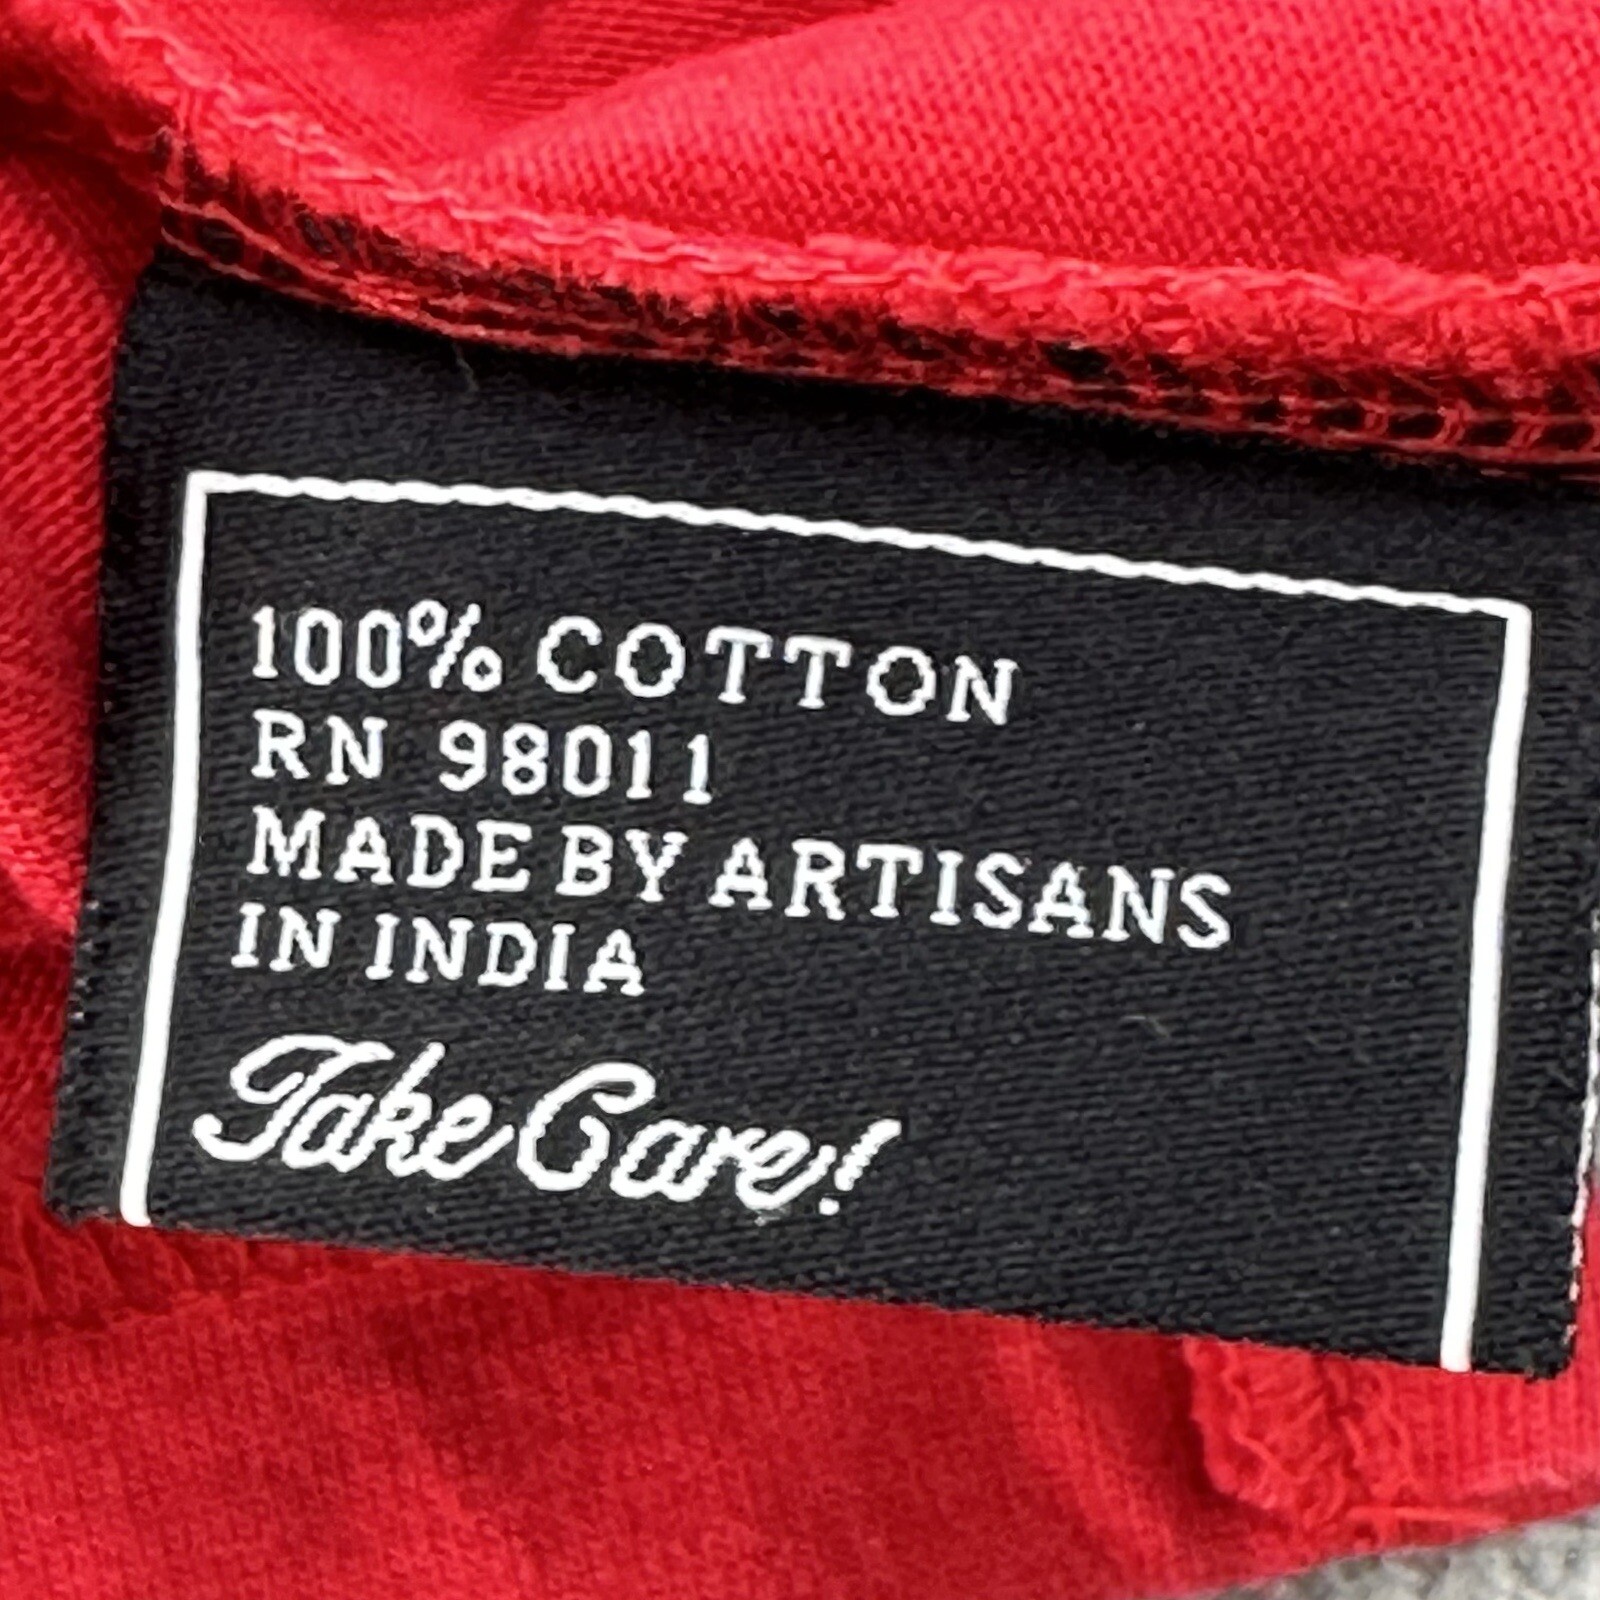 100% COTTON
RN 98011
MADE BY ARTISANS
IN INDIA
Take Care!